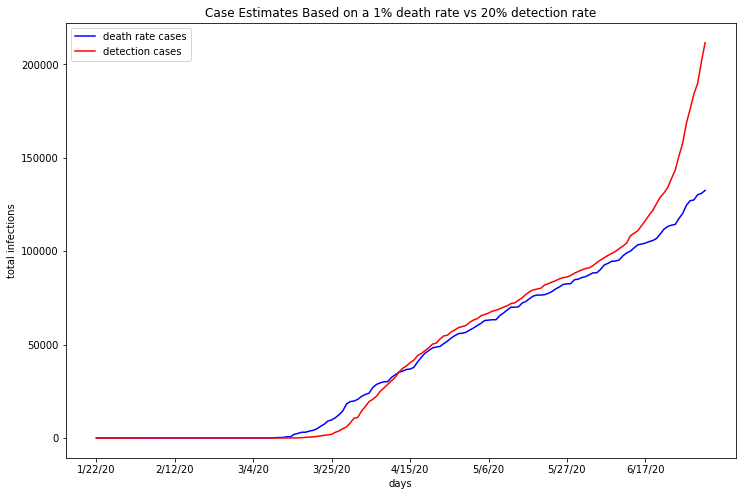 Case Estimates Based on a 1% death rate vs 20% detection rate
death rate cases
detection cases
200000
150000
100000
50000
0
total infections
1/22/20 2/12/20 3/4/20 3/25/20 4/15/20 5/6/20 5/27/20 6/17/20
days